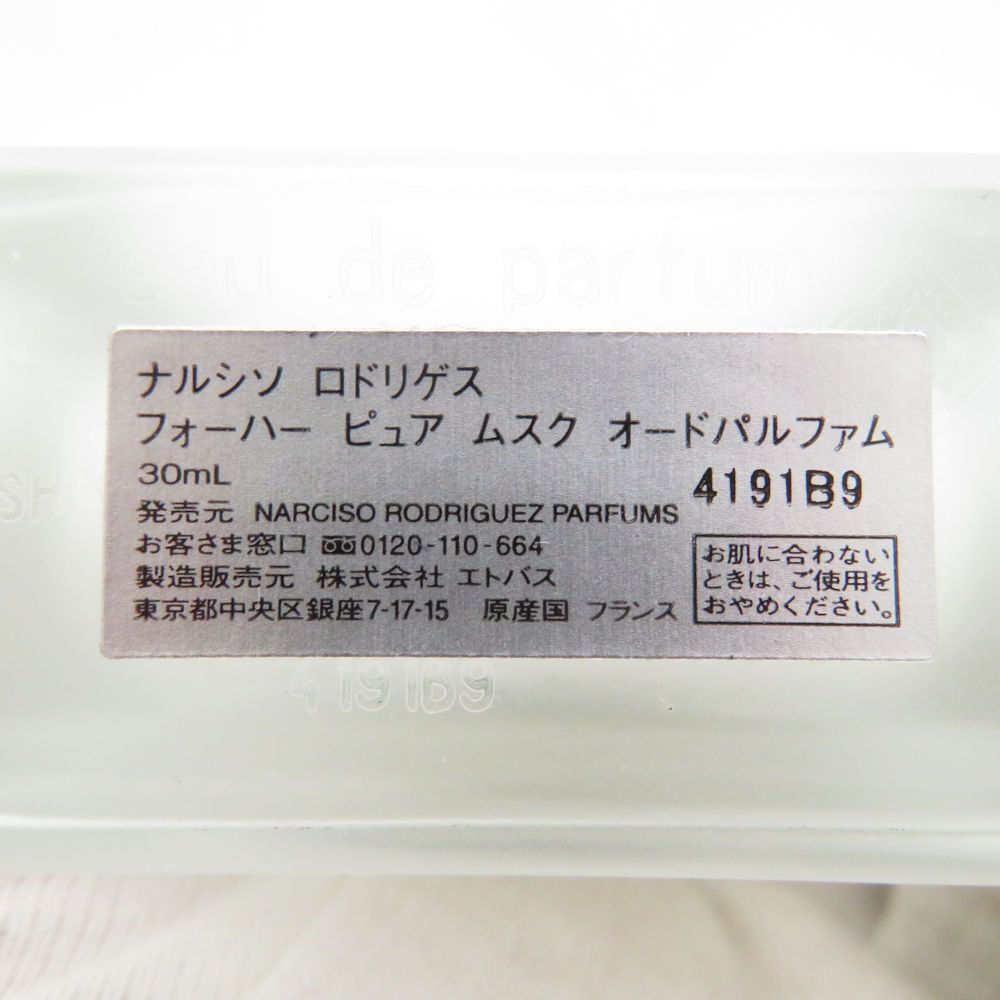 eau de parfum
ナルシソ ロドリゲス
フォーハー ピュア ムスク オードパルファム
30mL
4191B9
発売元 NARCISO RODRIGUEZ PARFUMS
お客さま窓口 0120-110-664
製造販売元 株式会社 エトバス
東京都中央区銀座7-17-15 原産国 フランス
お肌に合わない
ときは、ご使用を
おやめください。
4191B9